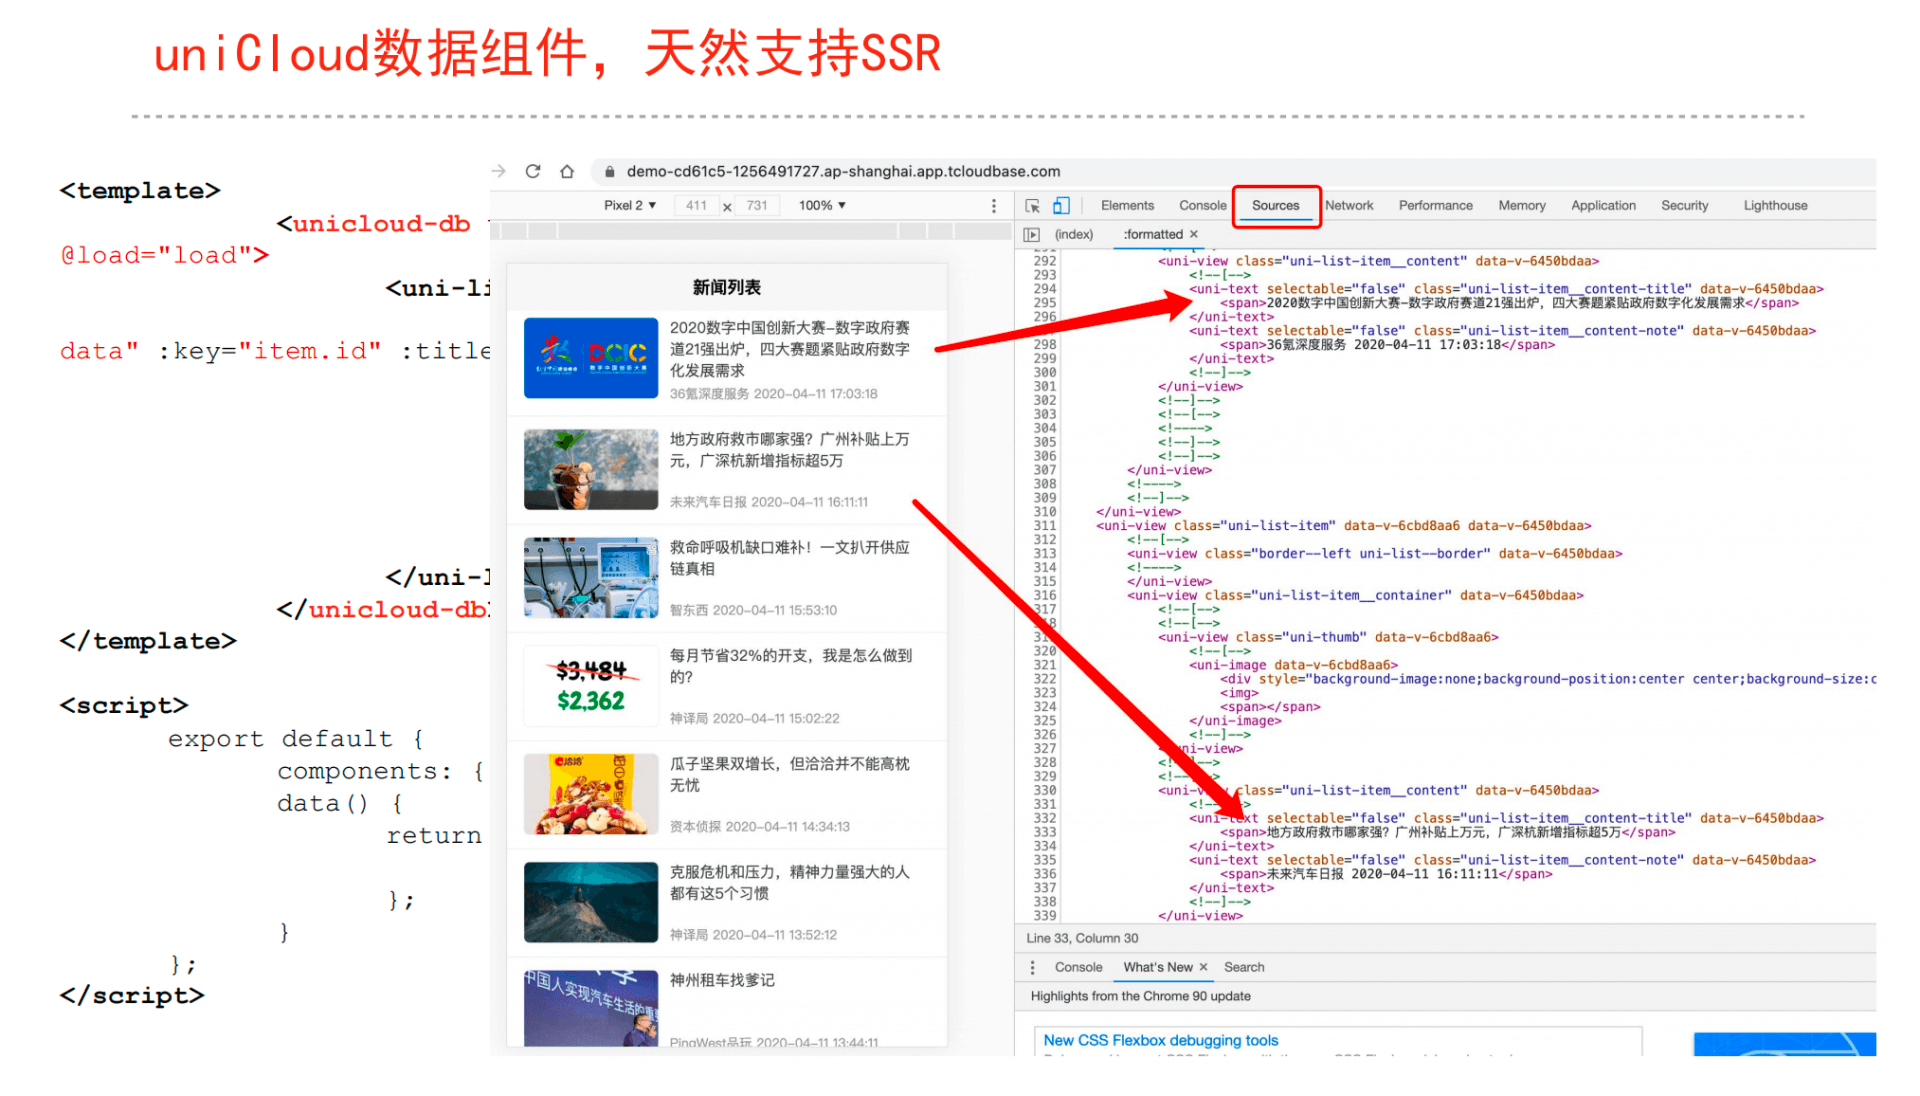 uniCloud数据组件，天然支持SSR
<template>
<unicloud-db
@load="load">
<uni-li
data" :key="item.id" :title
</uni-l
</unicloud-db
</template>
<script>
export default {
components: {
data() {
return
};
}
};
</script>
demo-cd61c5-1256491727.ap-shanghai.app.tcloudbase.com
Pixel 2 ▼ 411 x 731 100% ▼
新闻列表
2020数字中国创新大赛-数字政府赛
道21强出炉，四大赛题紧贴政府数字
化发展需求
36氪深度服务 2020-04-11 17:03:18
DCIC
数字中国创新大赛
地方政府救市哪家强？广州补贴上万
元，广深杭新增指标超5万
未来汽车日报 2020-04-11 16:11:11
救命呼吸机缺口难补！一文扒开供应
链真相
智东西 2020-04-11 15:53:10
$3,484
$2,362
每月节省32%的开支，我是怎么做到
的？
神译局 2020-04-11 15:02:22
洽洽
瓜子坚果双增长，但洽洽并不能高枕
无忧
资本侦探 2020-04-11 14:34:13
克服危机和压力，精神力量强大的人
都有这5个习惯
神译局 2020-04-11 13:52:12
中国人实现汽车生活的重
神州租车找爹记
PingWest品玩 2020-04-11 13:44:11
Elements Console Sources Network Performance Memory Application Security Lighthouse
(index) :formatted ×
291
292 <uni-view class="uni-list-item__content" data-v-6450bdaa>
293 <!--[-->
294 <uni-text selectable="false" class="uni-list-item__content-title" data-v-6450bdaa>
295 <span>2020数字中国创新大赛-数字政府赛道21强出炉，四大赛题紧贴政府数字化发展需求</span>
296 </uni-text>
297 <uni-text selectable="false" class="uni-list-item__content-note" data-v-6450bdaa>
298 <span>36氪深度服务 2020-04-11 17:03:18</span>
299 </uni-text>
300 <!--]-->
301 </uni-view>
302 <!--]-->
303 <!--[-->
304 <!---->
305 <!--]-->
306 <!--]-->
307 </uni-view>
308 <!---->
309 <!--]-->
310 </uni-view>
311 <uni-view class="uni-list-item" data-v-6cbd8aa6 data-v-6450bdaa>
312 <!--[-->
313 <uni-view class="border--left uni-list--border" data-v-6450bdaa>
314 <!---->
315 </uni-view>
316 <uni-view class="uni-list-item__container" data-v-6450bdaa>
317 <!--[-->
318 <!--[-->
319 <uni-view class="uni-thumb" data-v-6cbd8aa6>
320 <!--[-->
321 <uni-image data-v-6cbd8aa6>
322 <div style="background-image:none;background-position:center center;background-size:c
323 <img>
324 <span></span>
325 </uni-image>
326 <!--]-->
327 </uni-view>
328 <!--]-->
329 <!--[-->
330 <uni-view class="uni-list-item__content" data-v-6450bdaa>
331 <!--[-->
332 <uni-text selectable="false" class="uni-list-item__content-title" data-v-6450bdaa>
333 <span>地方政府救市哪家强？广州补贴上万元，广深杭新增指标超5万</span>
334 </uni-text>
335 <uni-text selectable="false" class="uni-list-item__content-note" data-v-6450bdaa>
336 <span>未来汽车日报 2020-04-11 16:11:11</span>
337 </uni-text>
338 <!--]-->
339 </uni-view>
Line 33, Column 30
Console What's New × Search
Highlights from the Chrome 90 update
New CSS Flexbox debugging tools